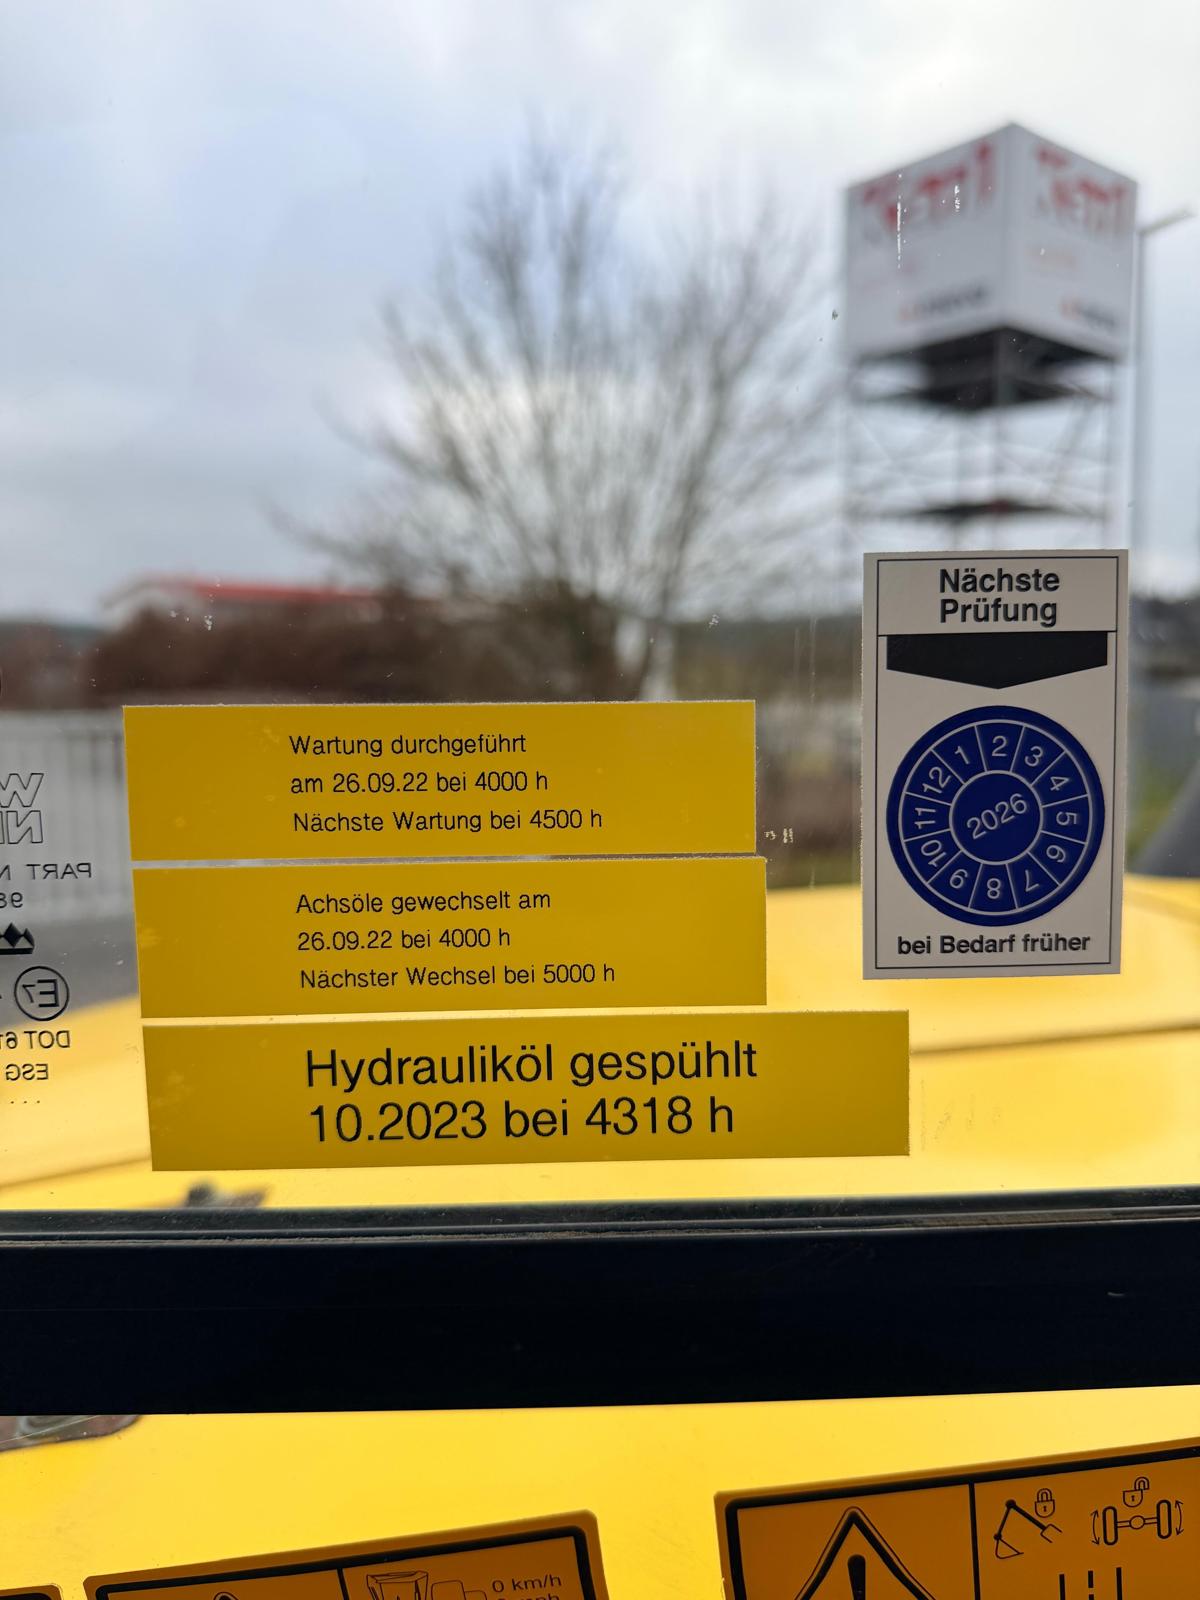 Nächste
Prüfung
1
2
3
4
5
6
7
8
9
10
11
12
2026
bei Bedarf früher
Wartung durchgeführt
am 26.09.22 bei 4000 h
Nächste Wartung bei 4500 h
Achsöle gewechselt am
26.09.22 bei 4000 h
Nächster Wechsel bei 5000 h
Hydrauliköl gespühlt
10.2023 bei 4318 h
PART
E7
DOT
ESG
0 km/h